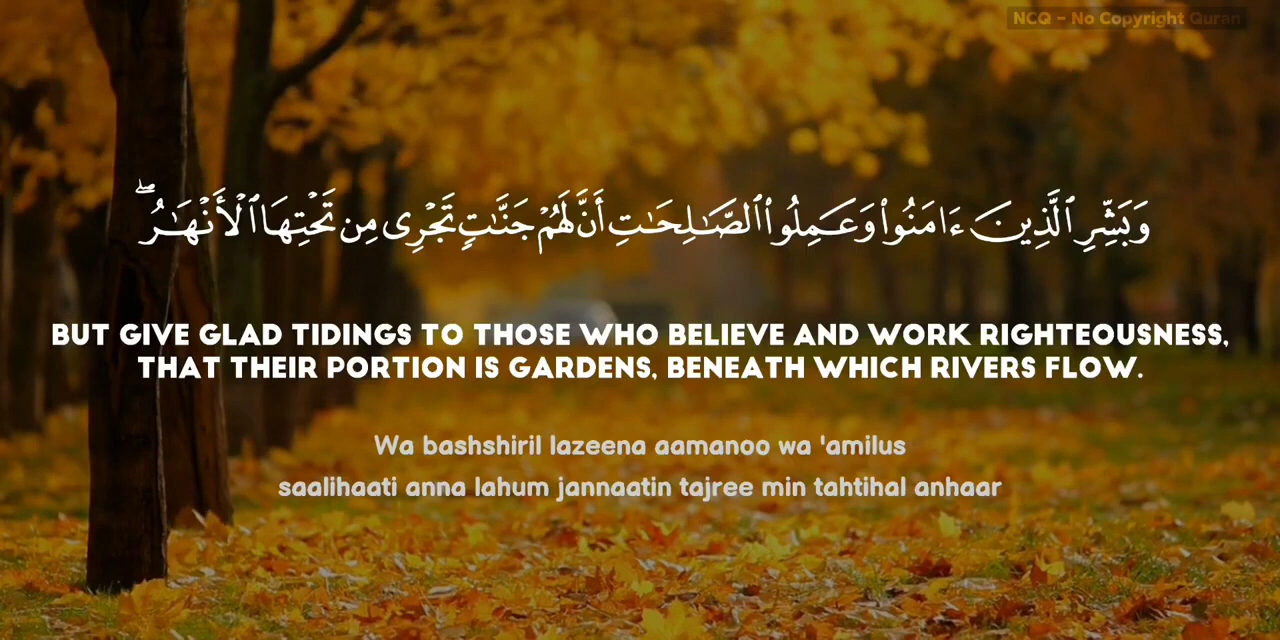 NCQ - No Copyright Quran
وَبَشِّرِ ٱلَّذِينَ ءَامَنُوا۟ وَعَمِلُوا۟ ٱلصَّـٰلِحَـٰتِ أَنَّ لَهُمْ جَنَّـٰتٍ تَجْرِى مِن تَحْتِهَا ٱلْأَنْهَـٰرُ ۖ
BUT GIVE GLAD TIDINGS TO THOSE WHO BELIEVE AND WORK RIGHTEOUSNESS,
THAT THEIR PORTION IS GARDENS, BENEATH WHICH RIVERS FLOW.
Wa bashshiril lazeena aamanoo wa 'amilus
saalihaati anna lahum jannaatin tajree min tahtihal anhaar